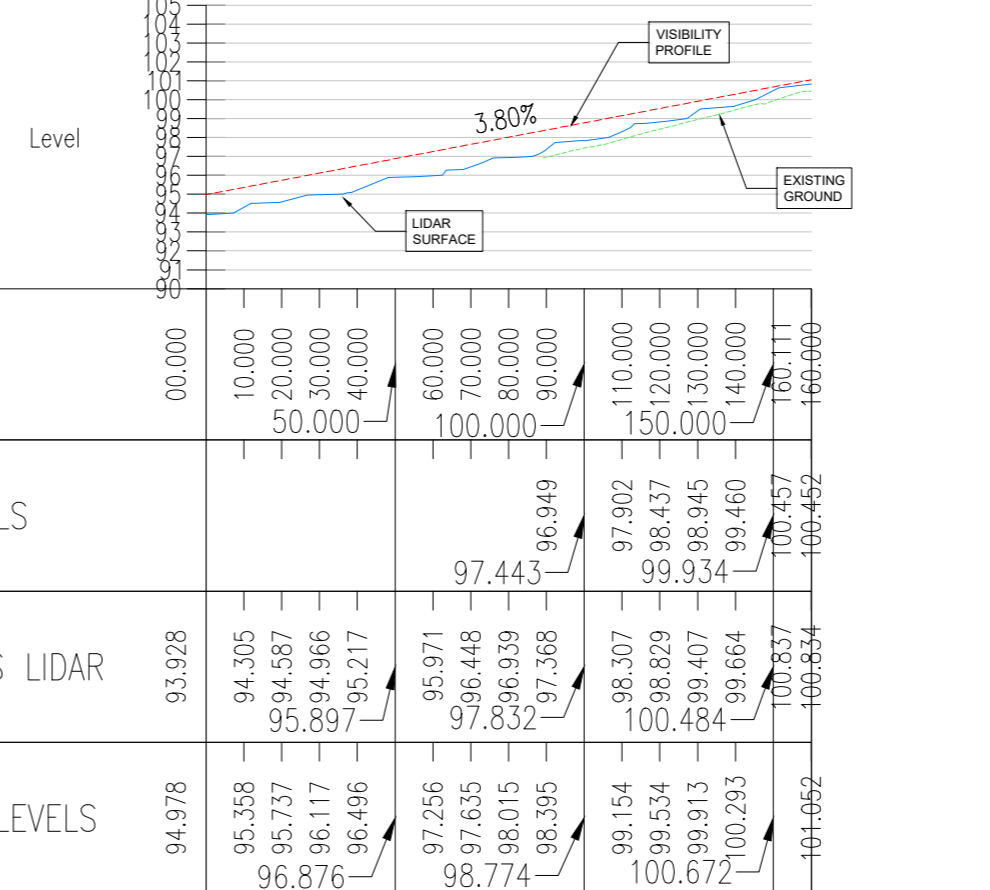 105
104
103
102
101
100
99
98
97
96
95
94
93
92
91
90
Level
VISIBILITY
PROFILE
3.80%
EXISTING
GROUND
LIDAR
SURFACE
00.000 10.000 20.000 30.000 40.000 50.000 60.000 70.000 80.000 90.000 100.000 110.000 120.000 130.000 140.000 150.000 160.111 160.000
LS 96.949 97.443 97.902 98.437 98.945 99.460 99.934 100.457 100.452
S LIDAR 93.928 94.305 94.587 94.966 95.217 95.897 95.971 96.448 96.939 97.368 97.832 98.307 98.829 99.407 99.664 100.484 100.837 100.834
LEVELS 94.978 95.358 95.737 96.117 96.496 96.876 97.256 97.635 98.015 98.395 98.774 99.154 99.534 99.913 100.293 100.672 101.052